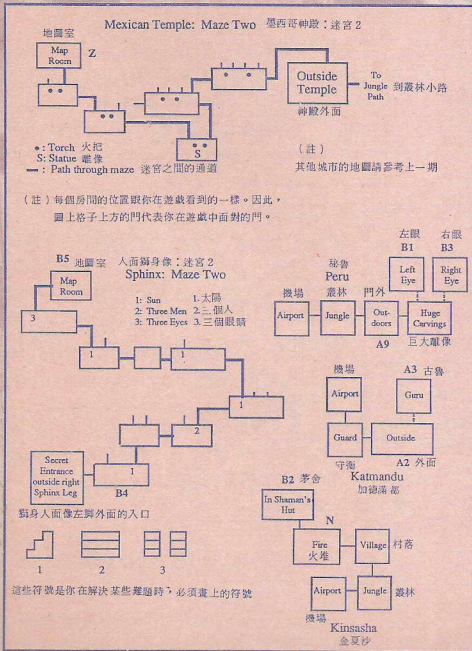 Mexican Temple: Maze Two 墨西哥神殿：迷宮 2
地圖室
Map Room
Z
Outside Temple
神殿外面
To Jungle Path 到叢林小路
S
•: Torch 火把
S: Statue 雕像
—: Path through maze 迷宮之間的通道
（註）
其他城市的地圖請參考上一期
（註）每個房間的位置跟你在遊戲看到的一樣。因此，
圖上格子上方的門代表你在遊戲中面對的門。
B5 地圖室 人面獅身像：迷宮 2
Sphinx: Maze Two
Map Room
1: Sun 1.太陽
2: Three Men 2.三個人
3: Three Eyes 3.三個眼睛
3
1
1
1
2
1
Secret Entrance outside right Sphinx Leg
B4
獅身人面像左脚外面的入口
1
2
3
這些符號是你在解決某些難題時，必須畫上的符號
左眼
B1
右眼
B3
Left Eye
Right Eye
秘魯
Peru
機場
叢林
門外
Airport
Jungle
Out-doors
Huge Carvings
A9
巨大雕像
機場
A3 古魯
Airport
Guru
Guard
Outside
守衛
A2 外面
Katmandu
加德滿都
B2 茅舍
In Shaman's Hut
N
Fire
火堆
Village
村落
Airport
Jungle
叢林
機場
Kinsasha
金夏沙